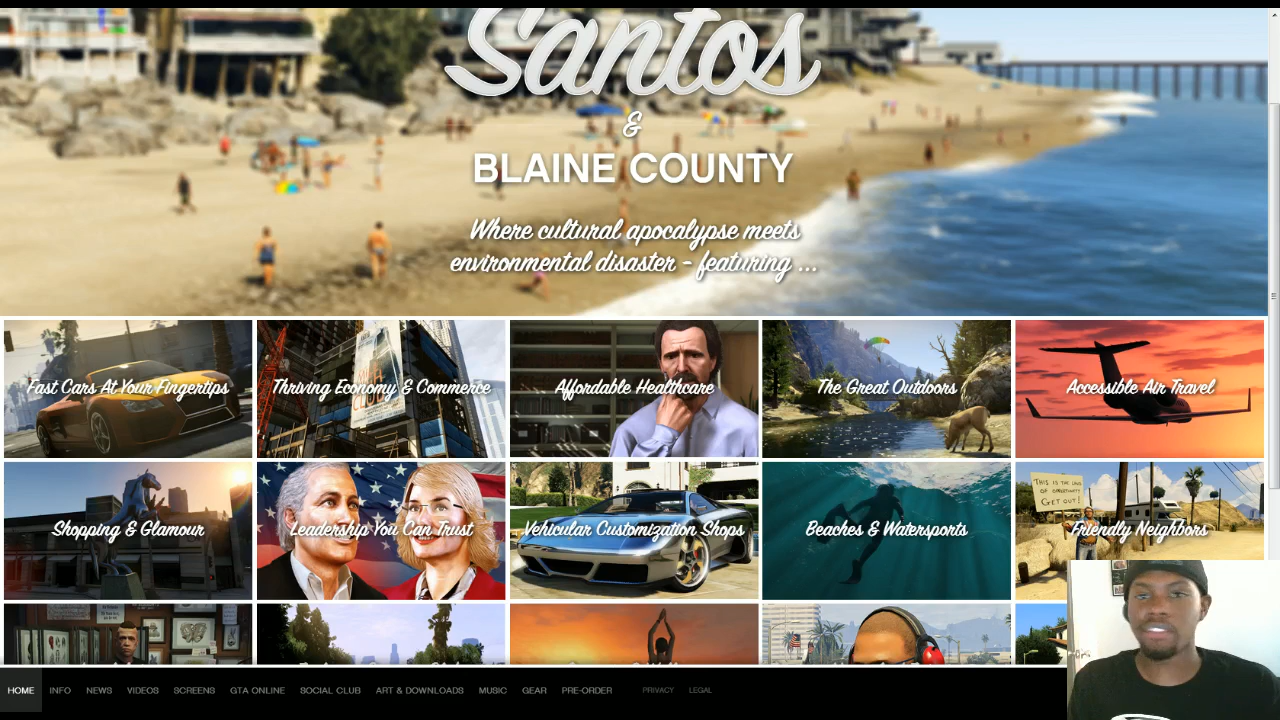 Santos
&
BLAINE COUNTY
Where cultural apocalypse meets
environmental disaster - featuring ...
Fast Cars At Your Fingertips
Thriving Economy & Commerce
Affordable Healthcare
The Great Outdoors
Accessible Air Travel
THIS IS THE LAND
OF OPPORTUNITY
GET OUT!
Shopping & Glamour
Leadership You Can Trust
Vehicular Customization Shops
Beaches & Watersports
Friendly Neighbors
HOME INFO NEWS VIDEOS SCREENS GTA ONLINE SOCIAL CLUB ART & DOWNLOADS MUSIC GEAR PRE-ORDER PRIVACY LEGAL